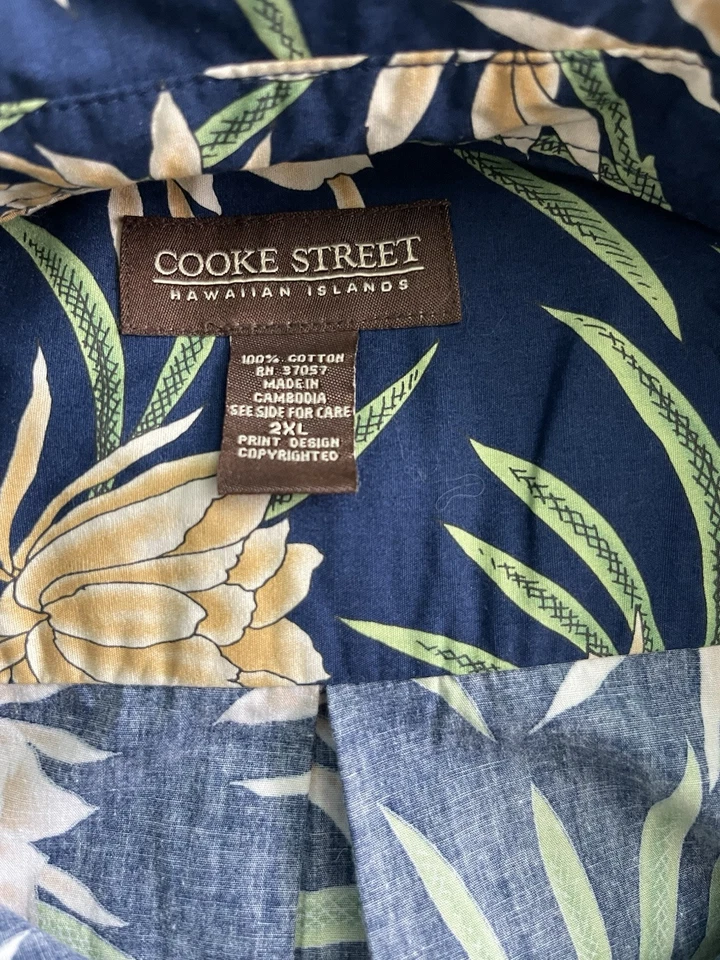 COOKE STREET
HAWAIIAN ISLANDS
100% COTTON
RN 37057
MADE IN
CAMBODIA
SEE SIDE FOR CARE
2XL
PRINT DESIGN
COPYRIGHTED